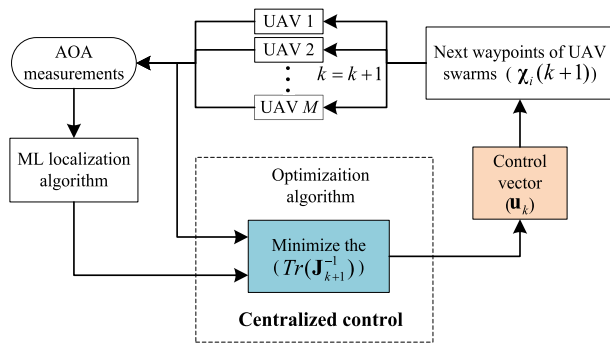 UAV 1
UAV 2
⋮
k = k+1
UAV M
AOA
measurements
Next waypoints of UAV
swarms ( χ_i(k+1))
ML localization
algorithm
Optimizaition
algorithm
Control
vector
(u_k)
Minimize the
(Tr(J_{k+1}^{-1}))
Centralized control